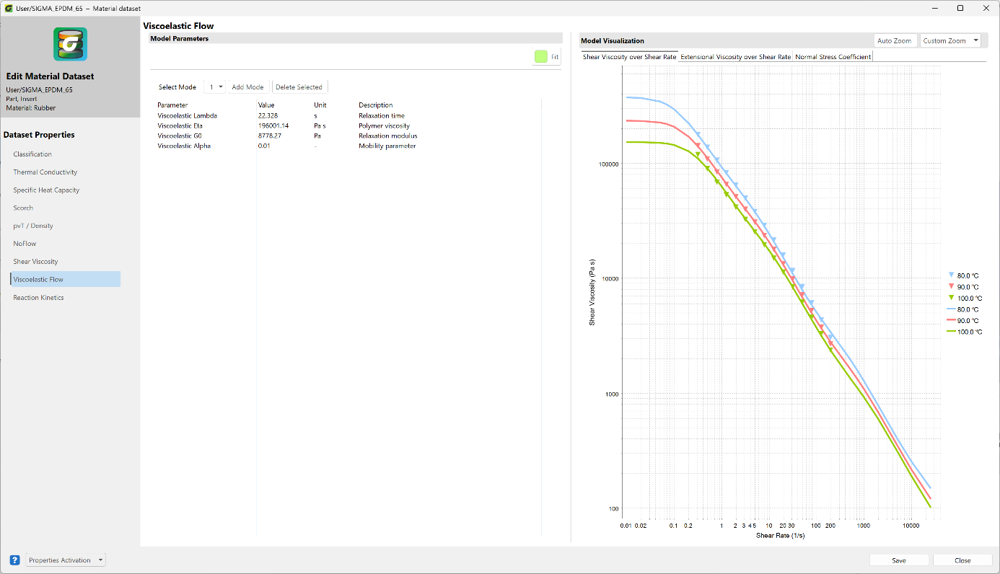 User/SIGMA_EPDM_65 – Material dataset
Edit Material Dataset
User/SIGMA_EPDM_65
Part, Insert
Material: Rubber
Dataset Properties
Classification
Thermal Conductivity
Specific Heat Capacity
Scorch
pvT / Density
NoFlow
Shear Viscosity
Viscoelastic Flow
Reaction Kinetics
Viscoelastic Flow
Model Parameters
Fit
Select Mode 1 Add Mode Delete Selected
Parameter Value Unit Description
Viscoelastic Lambda 22.328 s Relaxation time
Viscoelastic Eta 196001.14 Pa s Polymer viscosity
Viscoelastic G0 8778.27 Pa Relaxation modulus
Viscoelastic Alpha 0.01 - Mobility parameter
Model Visualization Auto Zoom Custom Zoom
Shear Viscosity over Shear Rate Extensional Viscosity over Shear Rate Normal Stress Coefficient
Shear Viscosity (Pa s)
100000
10000
1000
100
0.01 0.02 0.1 0.2 1 2 3 4 5 10 20 30 100 200 1000 10000
Shear Rate (1/s)
80.0 °C
90.0 °C
100.0 °C
80.0 °C
90.0 °C
100.0 °C
? Properties Activation Save Close